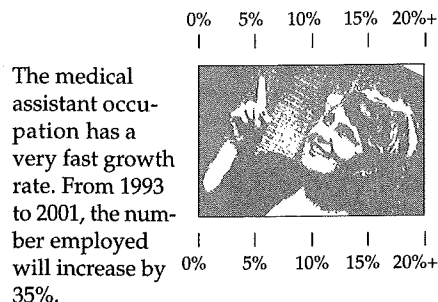 0% 5% 10% 15% 20%+
The medical
assistant occu-
pation has a
very fast growth
rate. From 1993
to 2001, the num-
ber employed
will increase by
35%.
0% 5% 10% 15% 20%+